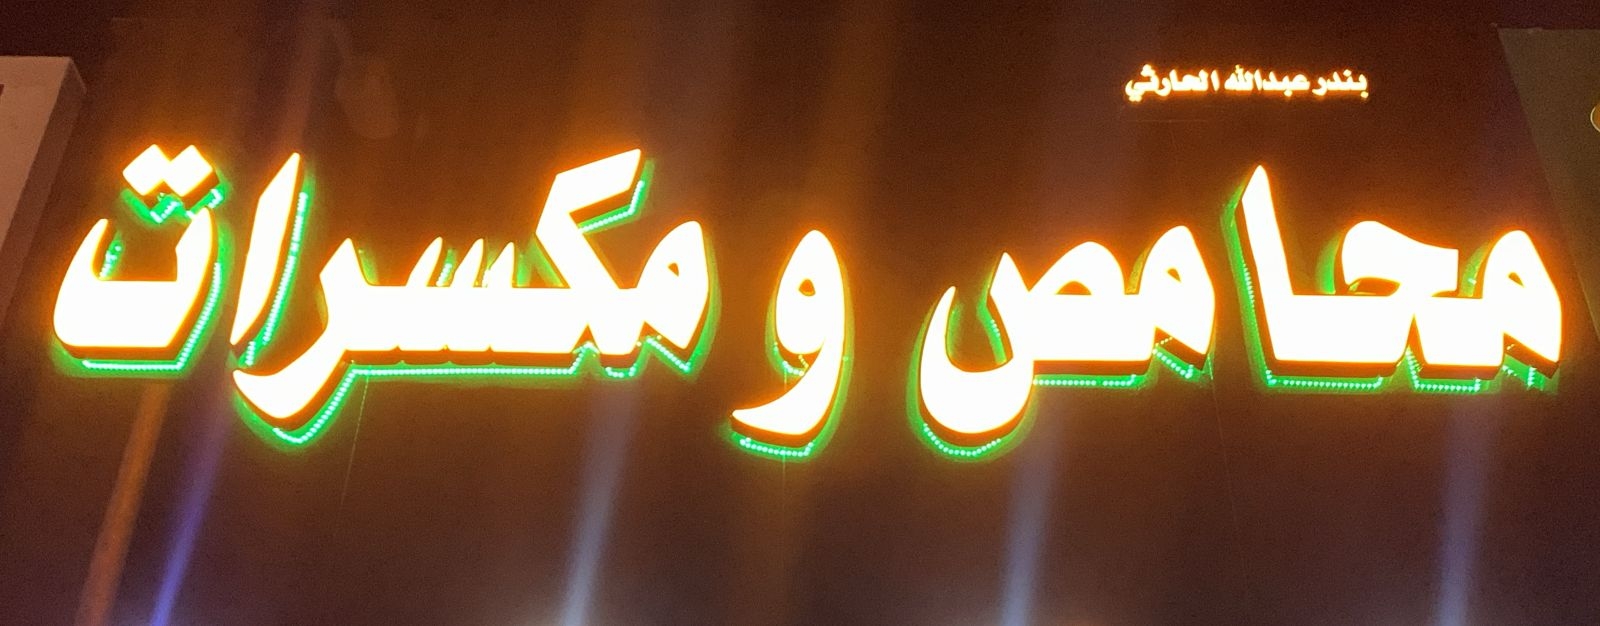 بندر عبدالله الحارثي
محامص و مكسرات